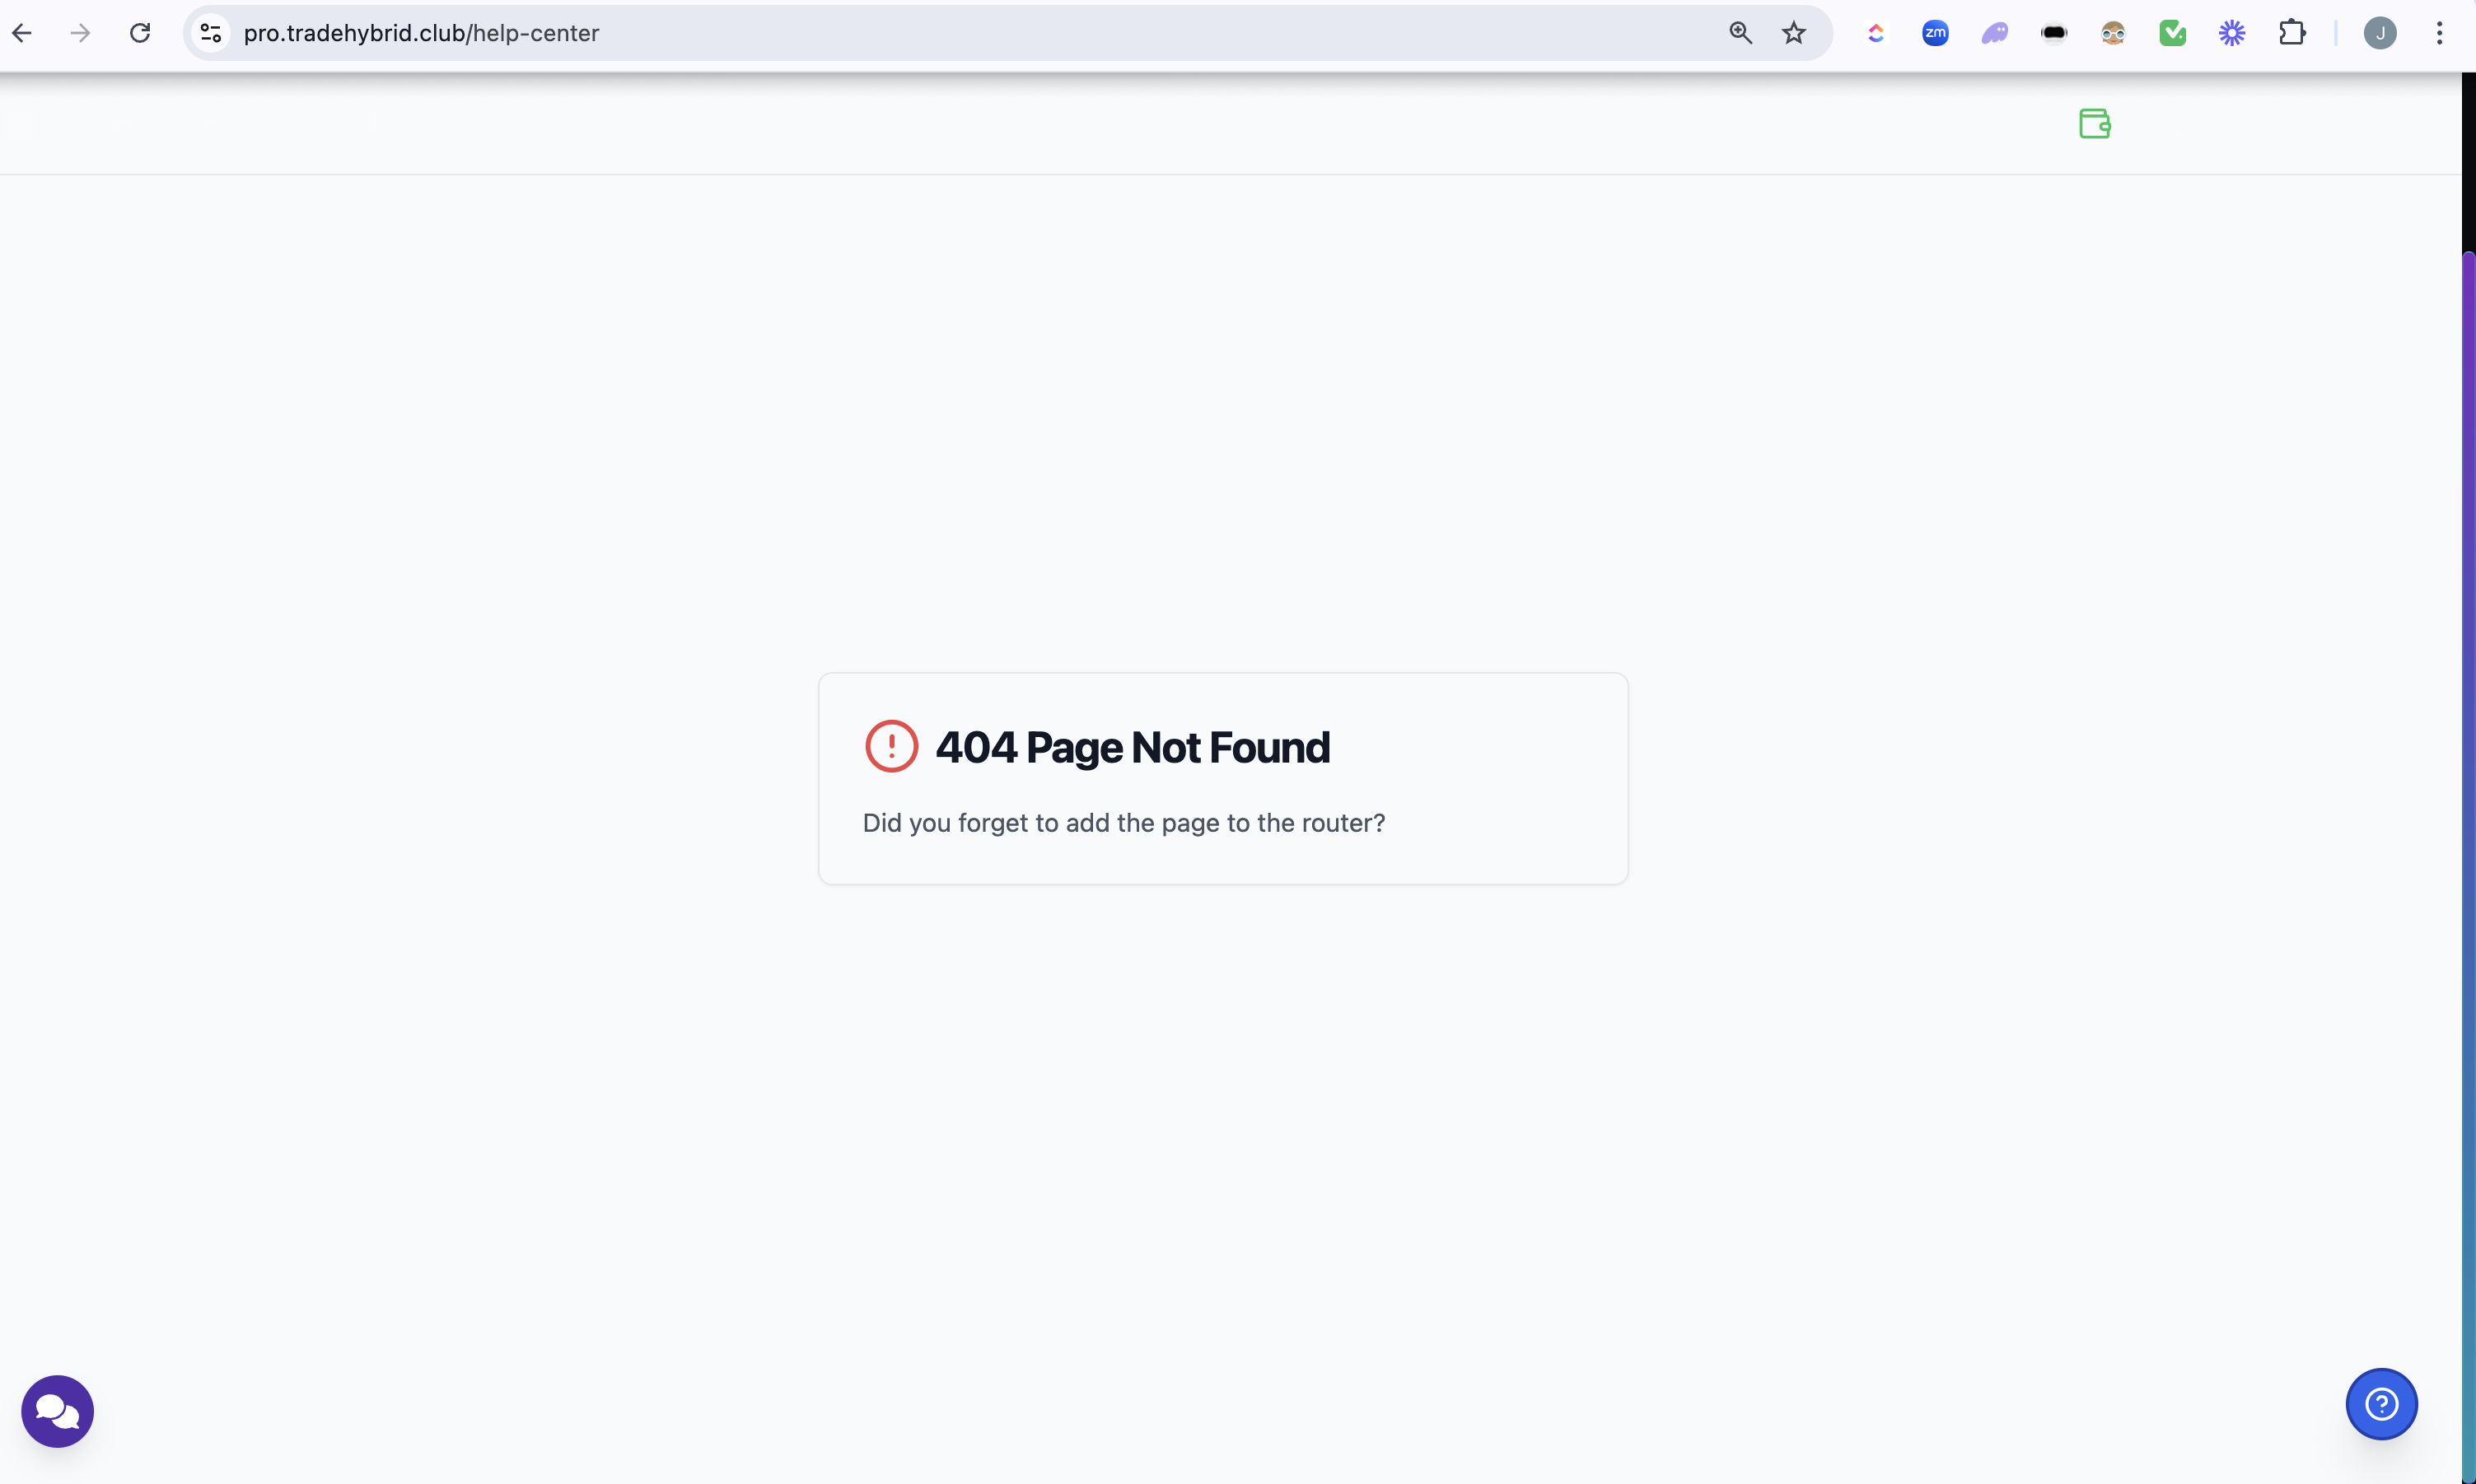 pro.tradehybrid.club/help-center
zm
J
404 Page Not Found
Did you forget to add the page to the router?